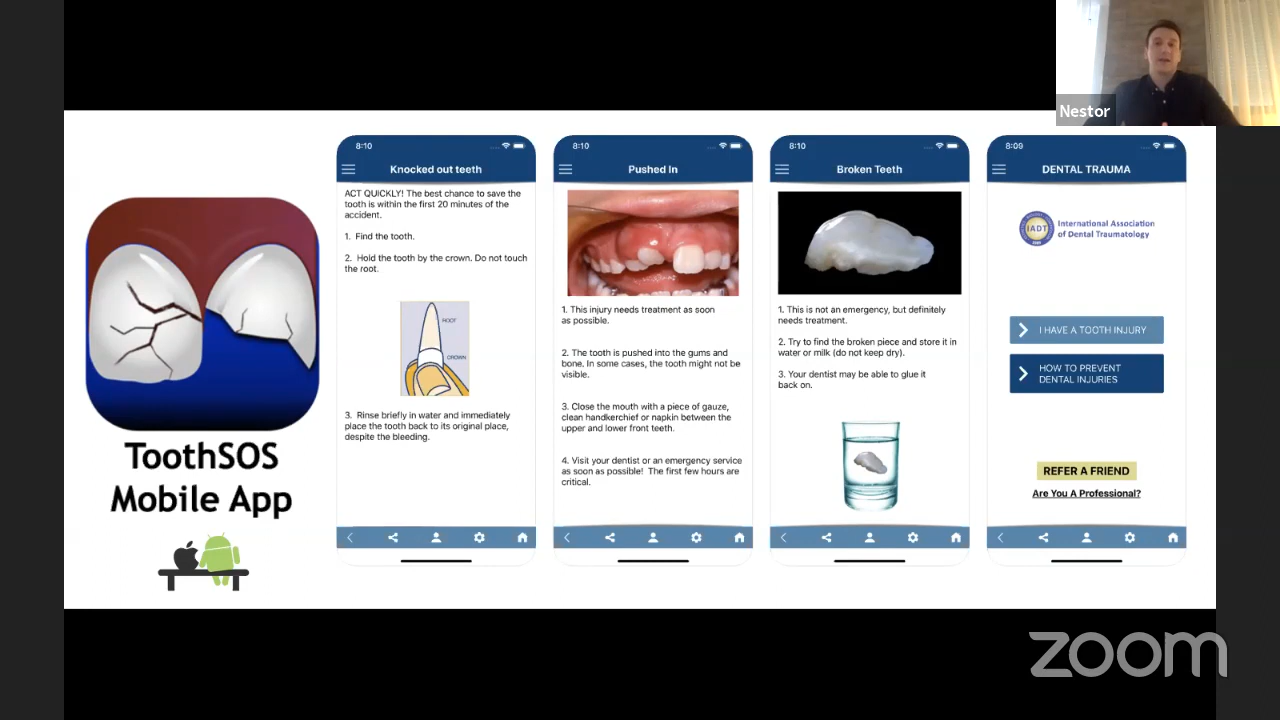 Nestor
ToothSOS
Mobile App
8:10
Knocked out teeth
ACT QUICKLY! The best chance to save the
tooth is within the first 20 minutes of the
accident.
1. Find the tooth.
2. Hold the tooth by the crown. Do not touch
the root.
ROOT
CROWN
3. Rinse briefly in water and immediately
place the tooth back to its original place,
despite the bleeding.
8:10
Pushed In
1. This injury needs treatment as soon
as possible.
2. The tooth is pushed into the gums and
bone. In some cases, the tooth might not be
visible.
3. Close the mouth with a piece of gauze,
clean handkerchief or napkin between the
upper and lower front teeth.
4. Visit your dentist or an emergency service
as soon as possible! The first few hours are
critical.
8:10
Broken Teeth
1. This is not an emergency, but definitely
needs treatment.
2. Try to find the broken piece and store it in
water or milk (do not keep dry).
3. Your dentist may be able to glue it
back on.
8:09
DENTAL TRAUMA
IADT
International Association
of Dental Traumatology
I HAVE A TOOTH INJURY
HOW TO PREVENT
DENTAL INJURIES
REFER A FRIEND
Are You A Professional?
zoom